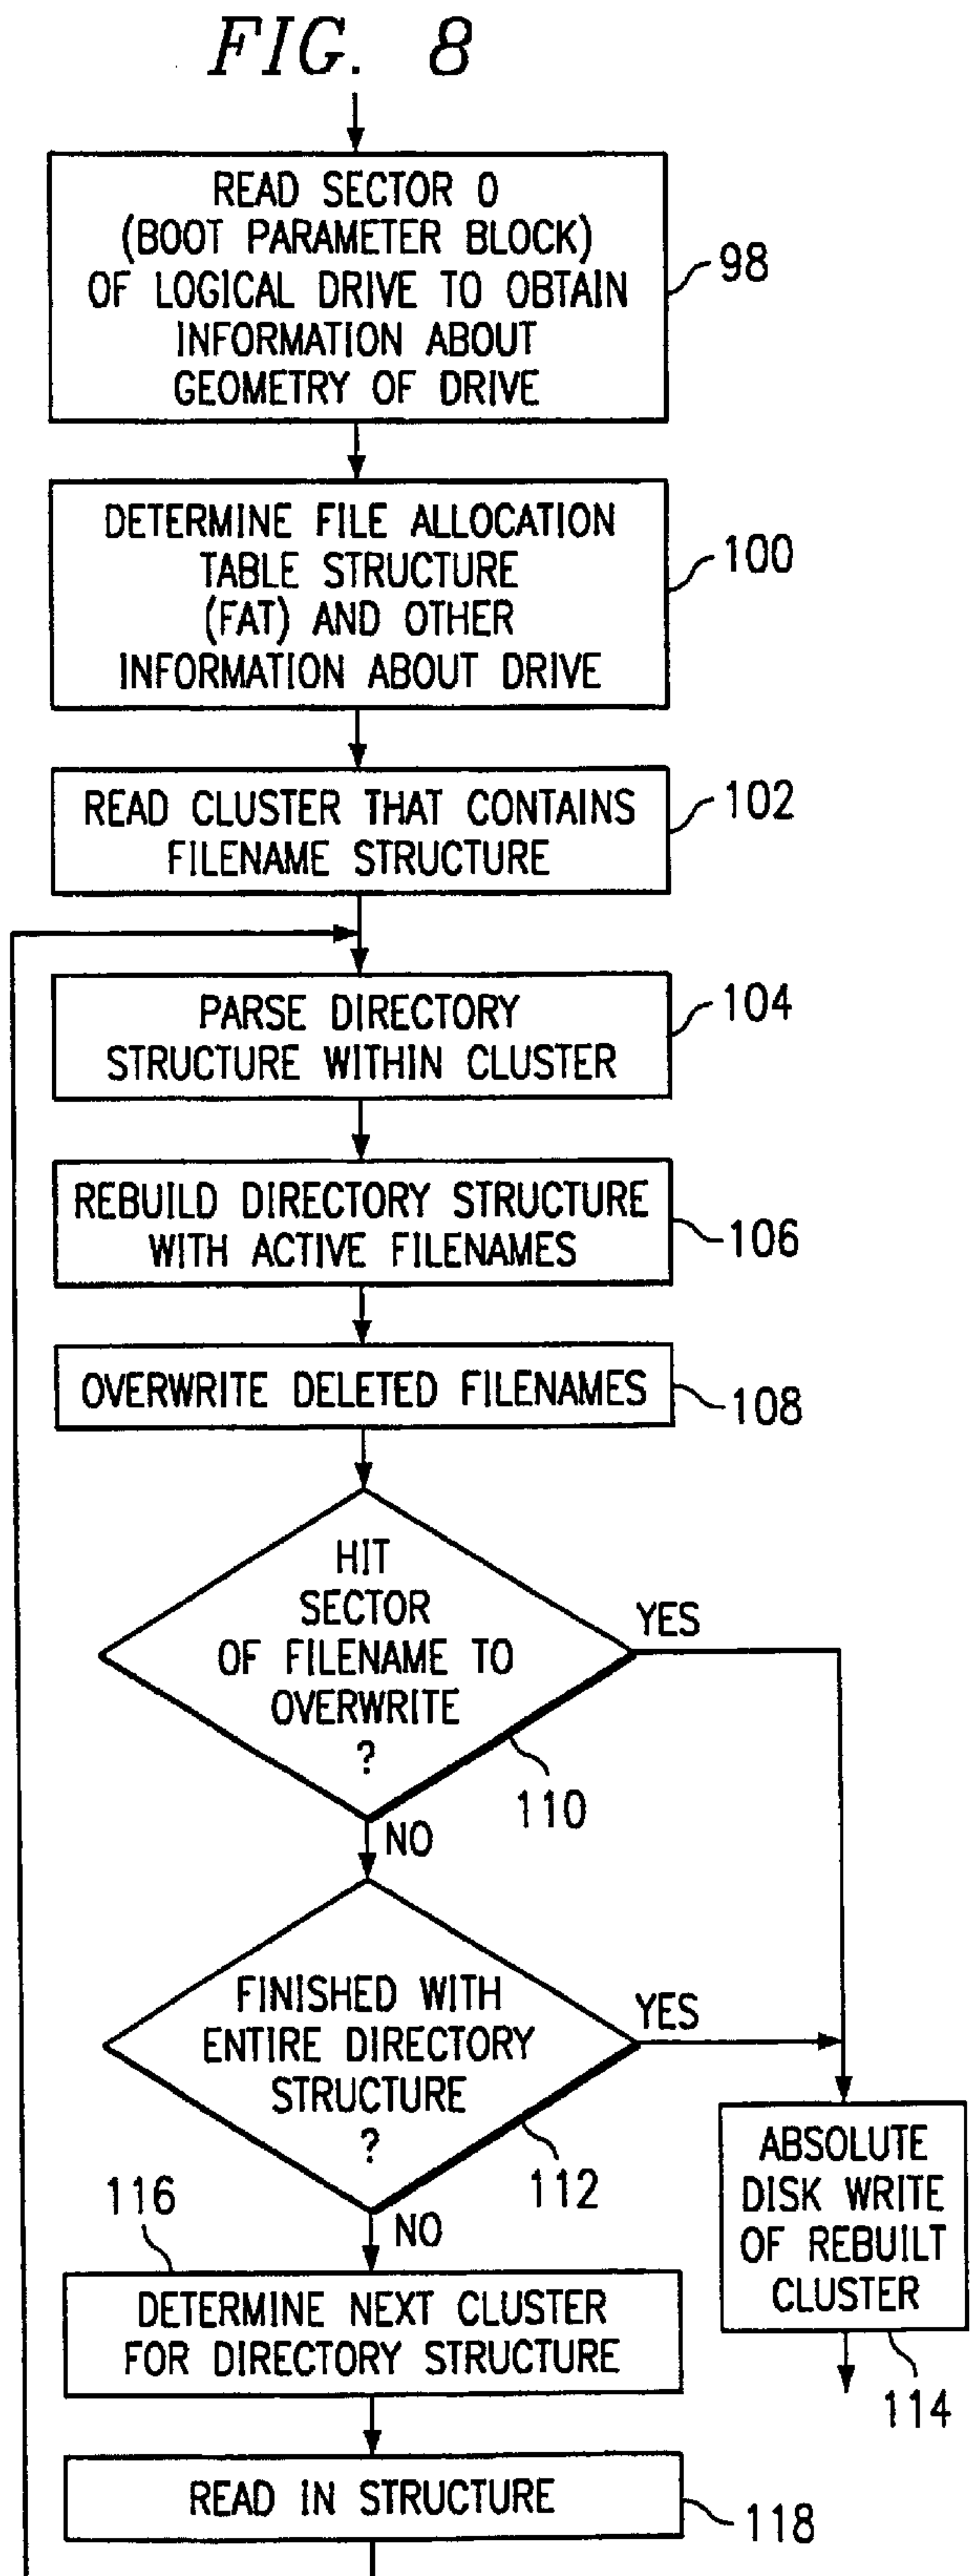 FIG. 8
READ SECTOR 0
(BOOT PARAMETER BLOCK)
OF LOGICAL DRIVE TO OBTAIN
INFORMATION ABOUT
GEOMETRY OF DRIVE
98
DETERMINE FILE ALLOCATION
TABLE STRUCTURE
(FAT) AND OTHER
INFORMATION ABOUT DRIVE
100
READ CLUSTER THAT CONTAINS
FILENAME STRUCTURE
102
PARSE DIRECTORY
STRUCTURE WITHIN CLUSTER
104
REBUILD DIRECTORY STRUCTURE
WITH ACTIVE FILENAMES
106
OVERWRITE DELETED FILENAMES
108
HIT
SECTOR
OF FILENAME TO
OVERWRITE
?
YES
110
NO
FINISHED WITH
ENTIRE DIRECTORY
STRUCTURE
?
YES
112
NO
ABSOLUTE
DISK WRITE
OF REBUILT
CLUSTER
114
116
DETERMINE NEXT CLUSTER
FOR DIRECTORY STRUCTURE
READ IN STRUCTURE
118